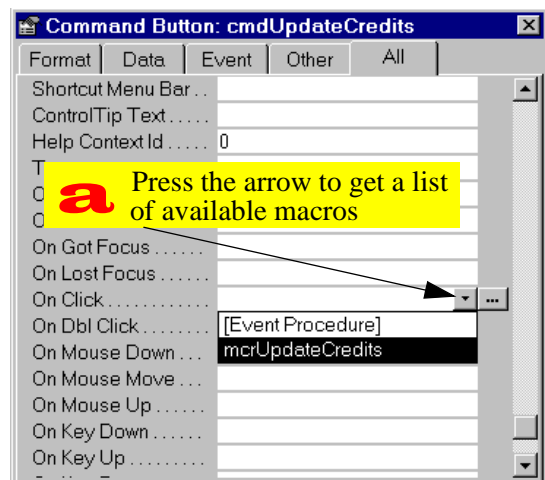 Command Button: cmdUpdateCredits
Format Data Event Other All
Shortcut Menu Bar . .
ControlTip Text . . . . .
Help Context Id . . . . . 0
a Press the arrow to get a list
of available macros
On Got Focus . . . . . .
On Lost Focus . . . . . .
On Click . . . . . . . . . . . ...
On Dbl Click . . . . . . . [Event Procedure]
On Mouse Down . . . mcrUpdateCredits
On Mouse Move . . .
On Mouse Up . . . . . .
On Key Down . . . . . .
On Key Up . . . . . . . . .